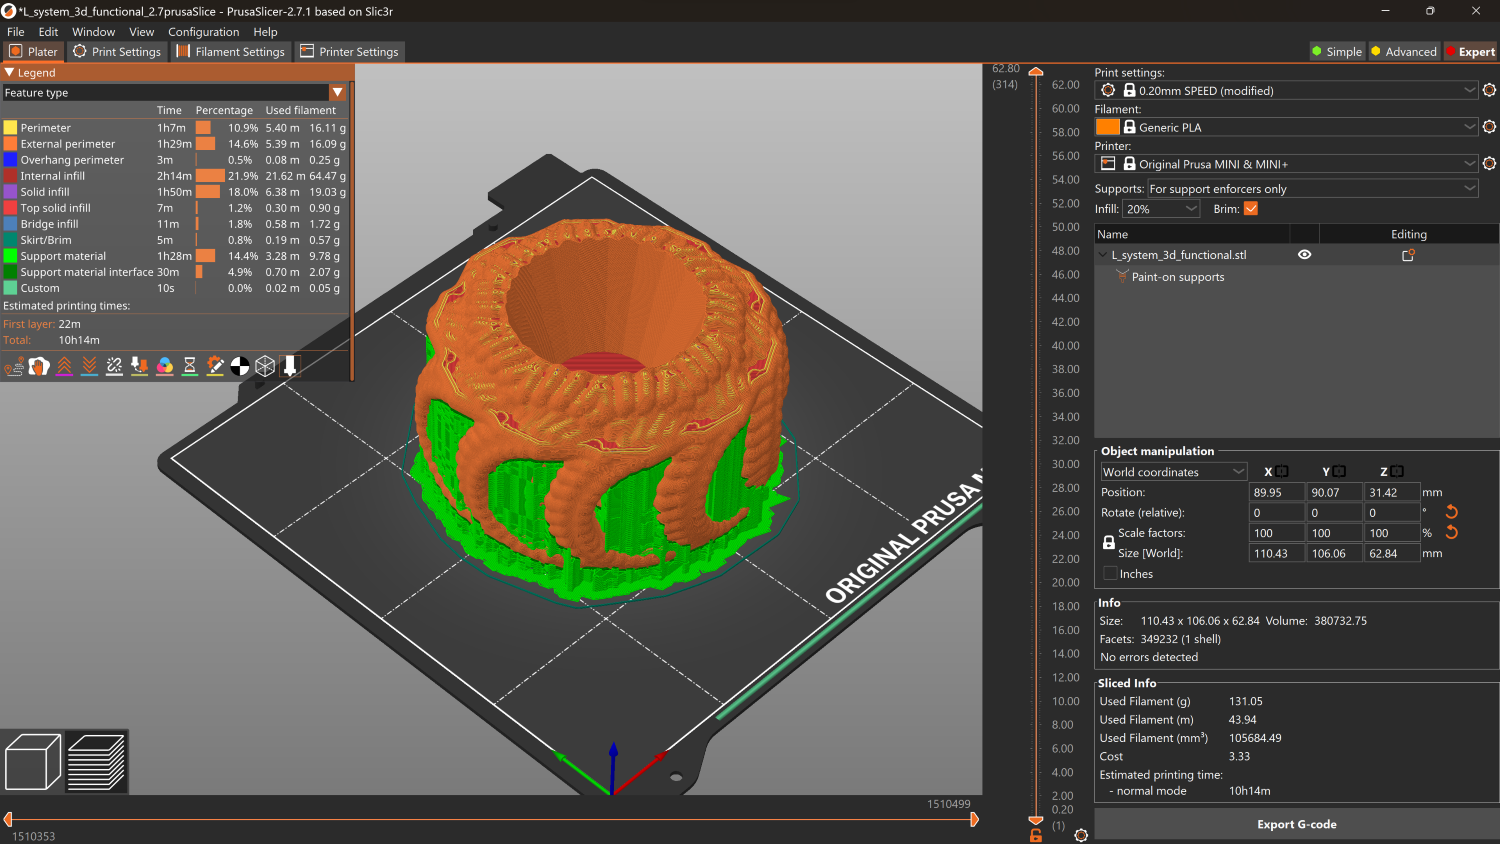 *L_system_3d_functional_2.7prusaSlice - PrusaSlicer-2.7.1 based on Slic3r
File Edit Window View Configuration Help
Plater Print Settings Filament Settings Printer Settings
Simple Advanced Expert
Legend
Feature type
Time Percentage Used filament
Perimeter 1h7m 10.9% 5.40 m 16.11 g
External perimeter 1h29m 14.6% 5.39 m 16.09 g
Overhang perimeter 3m 0.5% 0.08 m 0.25 g
Internal infill 2h14m 21.9% 21.62 m 64.47 g
Solid infill 1h50m 18.0% 6.38 m 19.03 g
Top solid infill 7m 1.2% 0.30 m 0.90 g
Bridge infill 11m 1.8% 0.58 m 1.72 g
Skirt/Brim 5m 0.8% 0.19 m 0.57 g
Support material 1h28m 14.4% 3.28 m 9.78 g
Support material interface 30m 4.9% 0.70 m 2.07 g
Custom 10s 0.0% 0.02 m 0.05 g
Estimated printing times:
First layer: 22m
Total: 10h14m
ORIGINAL PRUSA
1510499
1510353
62.80
(314)
62.00
60.00
58.00
56.00
54.00
52.00
50.00
48.00
46.00
44.00
42.00
40.00
38.00
36.00
34.00
32.00
30.00
28.00
26.00
24.00
22.00
20.00
18.00
16.00
14.00
12.00
10.00
8.00
6.00
4.00
2.00
0.20
(1)
Print settings:
0.20mm SPEED (modified)
Filament:
Generic PLA
Printer:
Original Prusa MINI & MINI+
Supports: For support enforcers only
Infill: 20% Brim:
Name Editing
L_system_3d_functional.stl
Paint-on supports
Object manipulation
World coordinates X Y Z
Position: 89.95 90.07 31.42 mm
Rotate (relative): 0 0 0 °
Scale factors: 100 100 100 %
Size [World]: 110.43 106.06 62.84 mm
Inches
Info
Size: 110.43 x 106.06 x 62.84 Volume: 380732.75
Facets: 349232 (1 shell)
No errors detected
Sliced Info
Used Filament (g) 131.05
Used Filament (m) 43.94
Used Filament (mm³) 105684.49
Cost 3.33
Estimated printing time:
- normal mode 10h14m
Export G-code